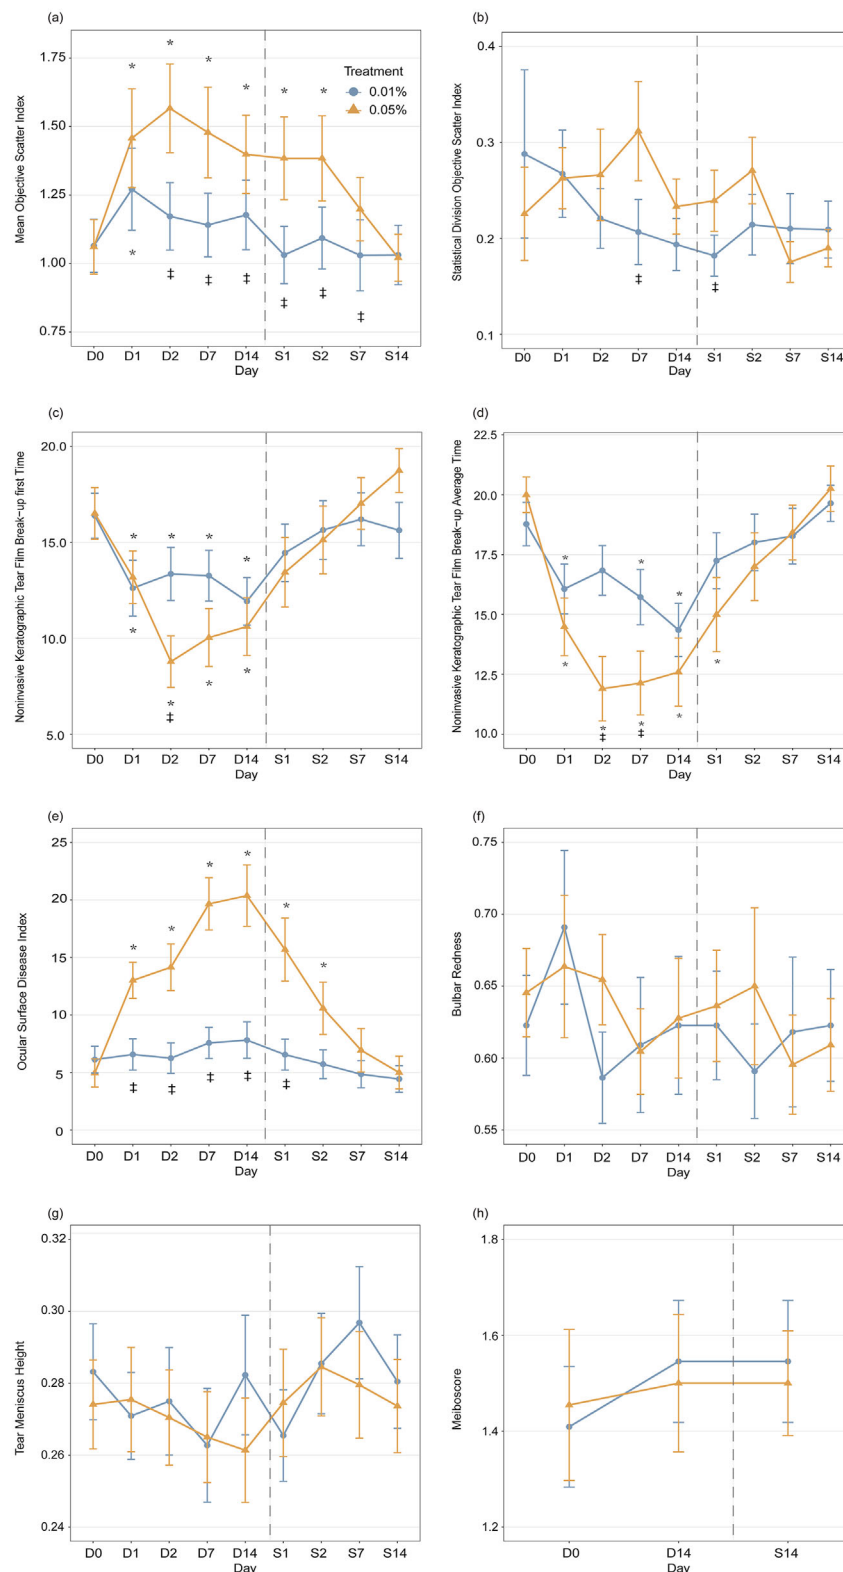 (a)
Mean Objective Scatter Index
1.75
1.50
1.25
1.00
0.75
Treatment
0.01%
0.05%
* * * * * *
*
‡ ‡ ‡ ‡ ‡ ‡
D0 D1 D2 D7 D14 S1 S2 S7 S14
Day
(b)
Statistical Division Objective Scatter Index
0.4
0.3
0.2
0.1
‡ ‡
D0 D1 D2 D7 D14 S1 S2 S7 S14
Day
(c)
Noninvasive Keratographic Tear Film Break-up first Time
20.0
15.0
10.0
5.0
* * * *
* * * *
‡
D0 D1 D2 D7 D14 S1 S2 S7 S14
Day
(d)
Noninvasive Keratographic Tear Film Break-up Average Time
22.5
20.0
17.5
15.0
12.5
10.0
* * *
* * * * *
‡ ‡
D0 D1 D2 D7 D14 S1 S2 S7 S14
Day
(e)
Ocular Surface Disease Index
25
20
15
10
5
0
* * * * * *
‡ ‡ ‡ ‡ ‡
D0 D1 D2 D7 D14 S1 S2 S7 S14
Day
(f)
Bulbar Redness
0.75
0.70
0.65
0.60
0.55
D0 D1 D2 D7 D14 S1 S2 S7 S14
Day
(g)
Tear Meniscus Height
0.32
0.30
0.28
0.26
0.24
D0 D1 D2 D7 D14 S1 S2 S7 S14
Day
(h)
Meiboscore
1.8
1.6
1.4
1.2
D0 D14 S14
Day